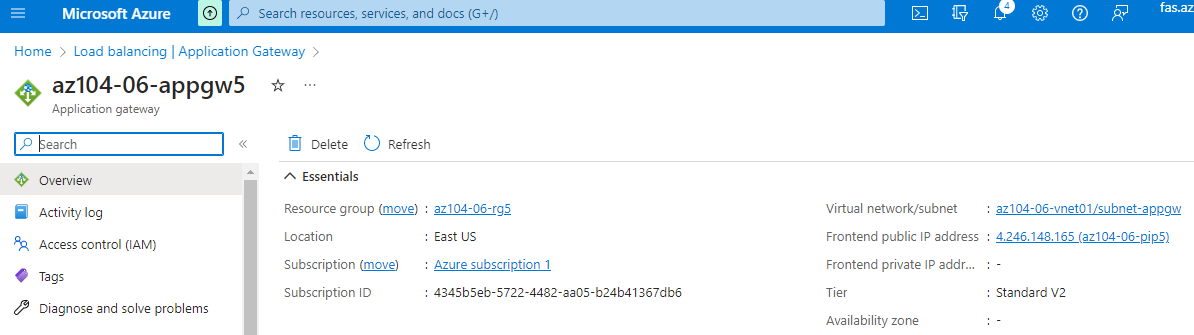 Microsoft Azure
Search resources, services, and docs (G+/)
4
fas.az
Home > Load balancing | Application Gateway >
az104-06-appgw5
Application gateway
Search
Delete
Refresh
Overview
Activity log
Access control (IAM)
Tags
Diagnose and solve problems
Essentials
Resource group (move) : az104-06-rg5
Location : East US
Subscription (move) : Azure subscription 1
Subscription ID : 4345b5eb-5722-4482-aa05-b24b41367db6
Virtual network/subnet : az104-06-vnet01/subnet-appgw
Frontend public IP address : 4.246.148.165 (az104-06-pip5)
Frontend private IP addr... : -
Tier : Standard V2
Availability zone : -